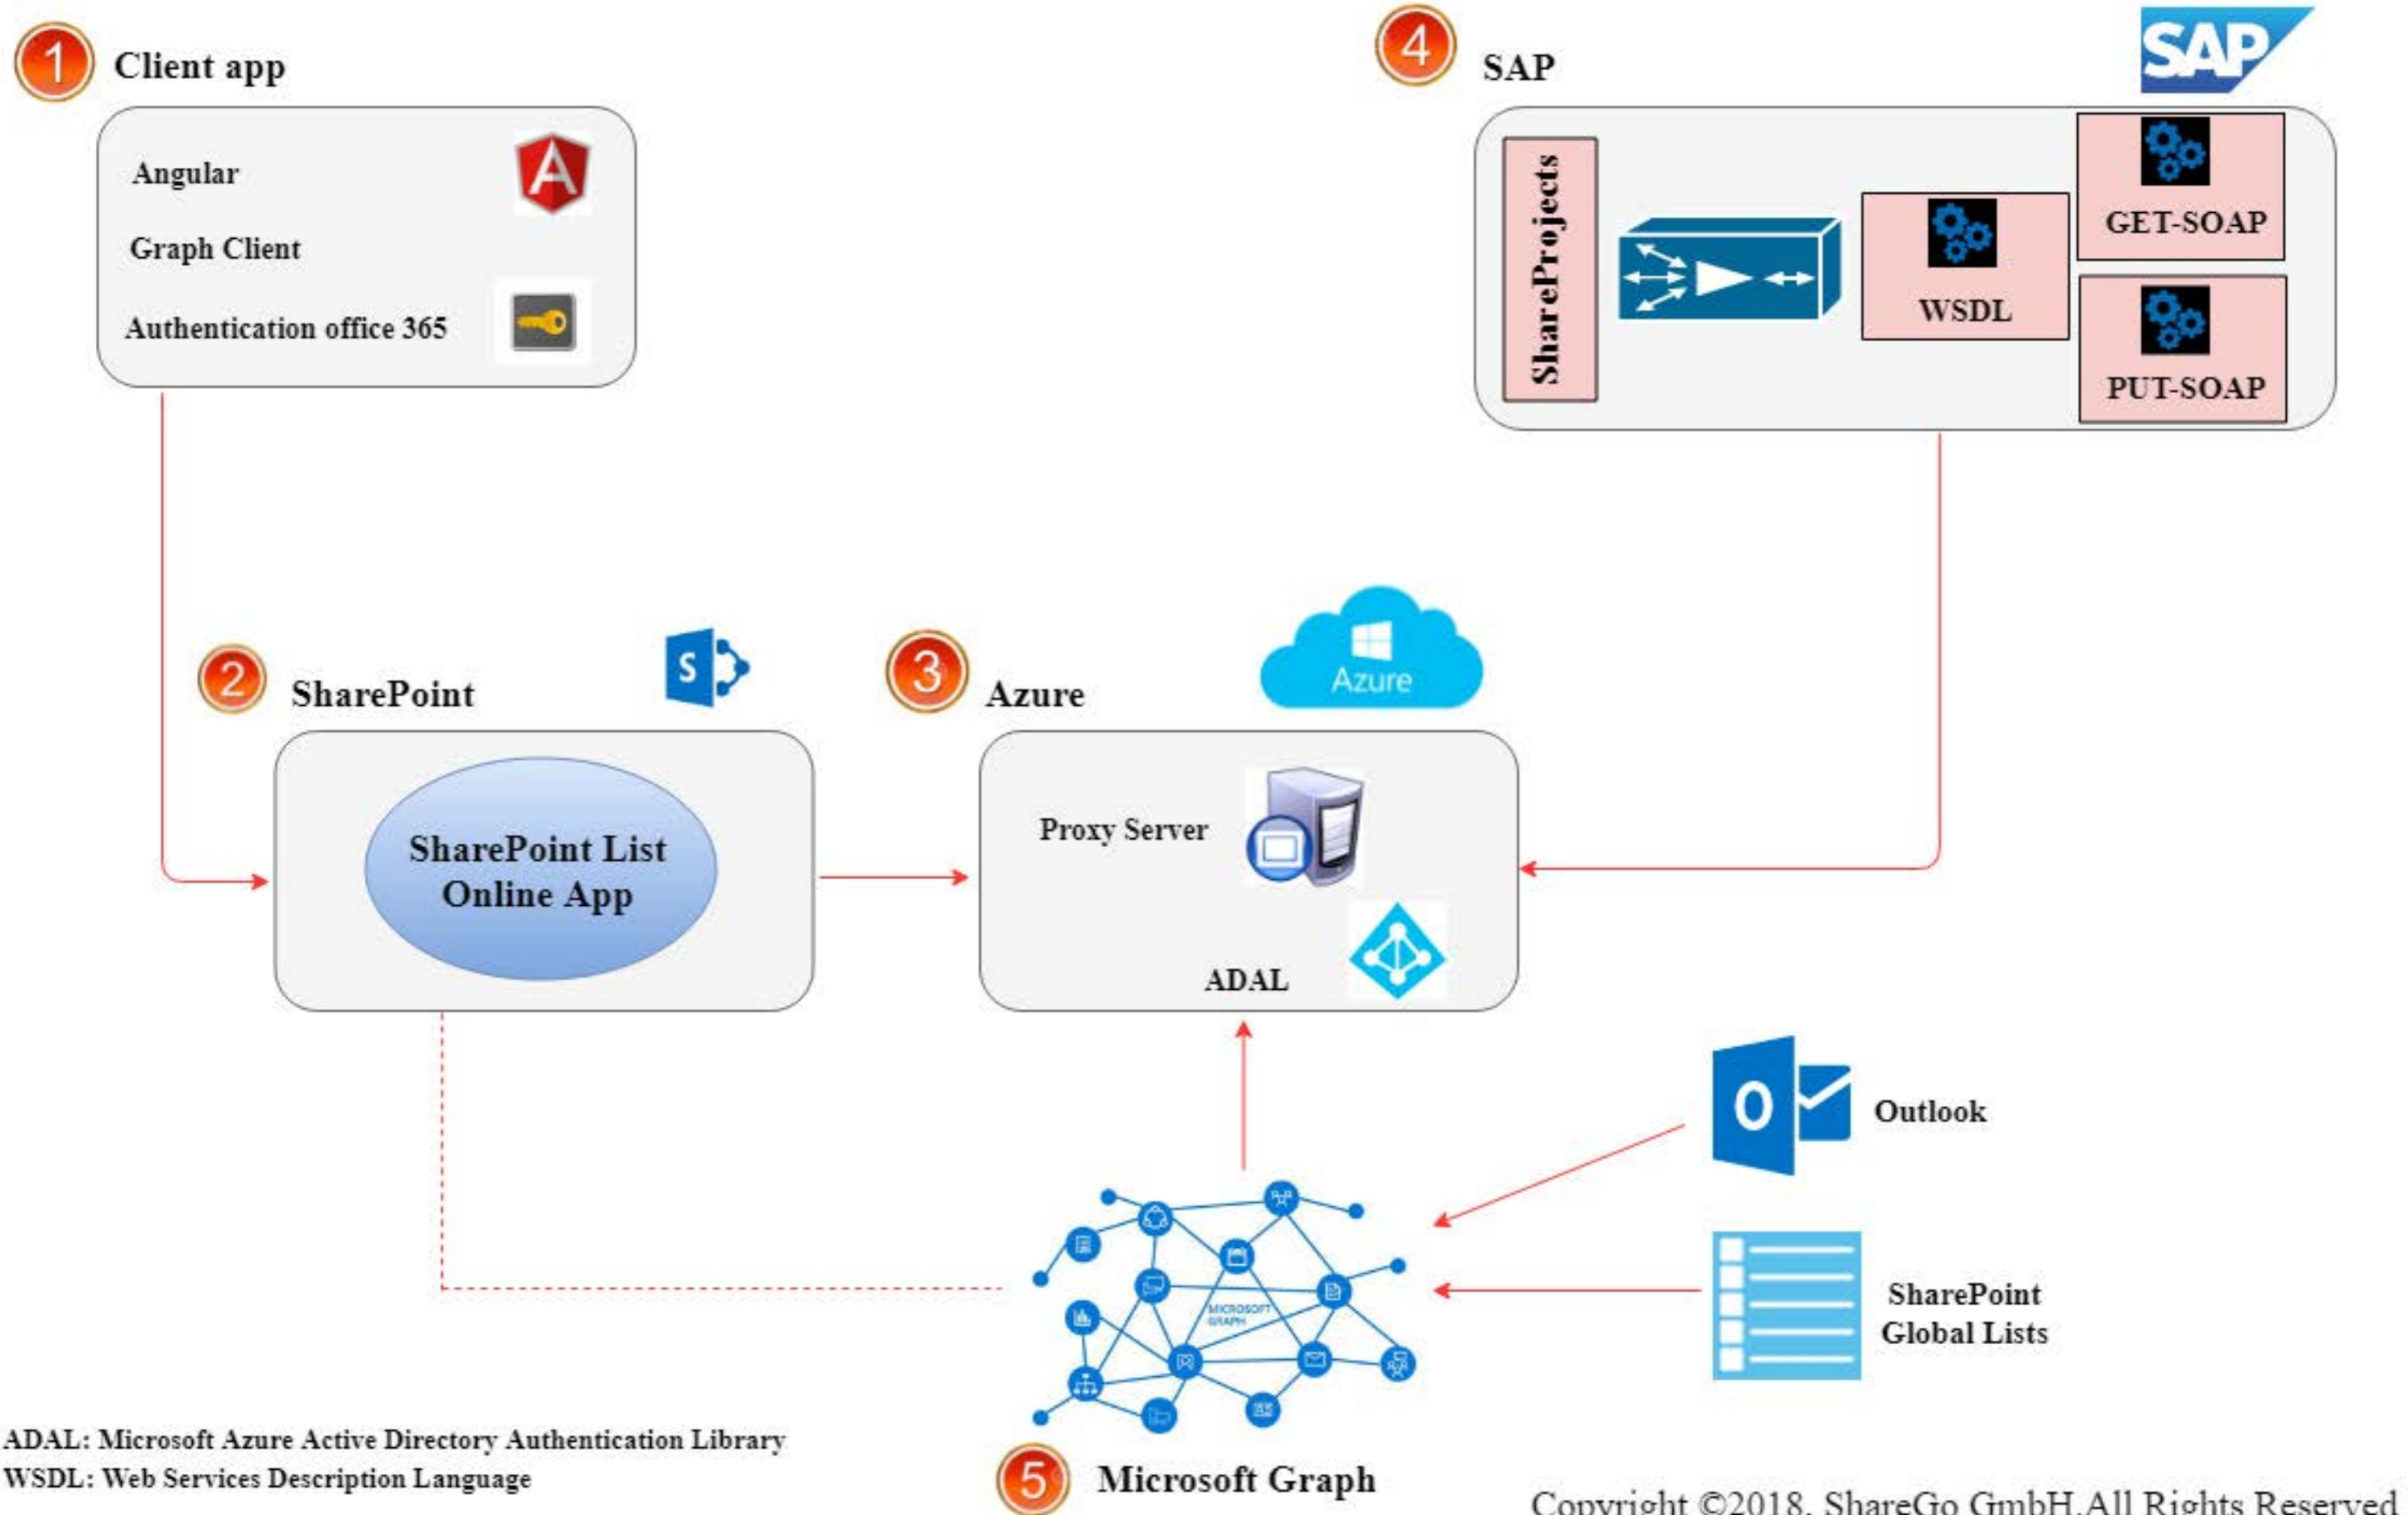 1
Client app
Angular
Graph Client
Authentication office 365
4
SAP
SAP
ShareProjects
WSDL
GET-SOAP
PUT-SOAP
2
SharePoint
S
SharePoint List
Online App
3
Azure
Azure
Proxy Server
ADAL
O
Outlook
SharePoint
Global Lists
MICROSOFT
GRAPH
5
Microsoft Graph
ADAL: Microsoft Azure Active Directory Authentication Library
WSDL: Web Services Description Language
Copyright ©2018, ShareGo GmbH.All Rights Reserved